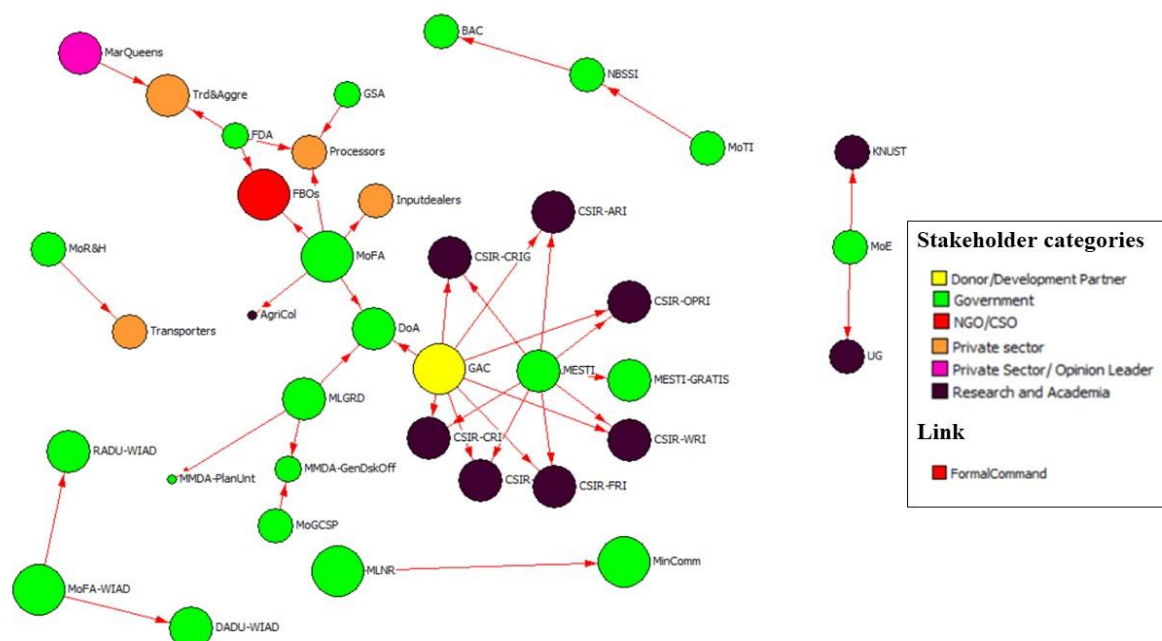 MarQueens
BAC
NBSSI
Trd&Aggre
GSA
FDA
Processors
MoTI
KNUST
FBOs
Inputdealers
CSIR-ARI
MoR&H
MoFA
CSIR-CRIG
MoE
AgriCol
CSIR-OPRI
Transporters
DoA
GAC
MESTI
MESTI-GRATIS
UG
MLGRD
CSIR-CRI
CSIR-WRI
RADU-WIAD
MMDA-PlanUnt
MMDA-GenDskOff
CSIR
CSIR-FRI
MoGCSP
MLNR
MinComm
MoFA-WIAD
DADU-WIAD
Stakeholder categories
Donor/Development Partner
Government
NGO/CSO
Private sector
Private Sector/ Opinion Leader
Research and Academia
Link
FormalCommand